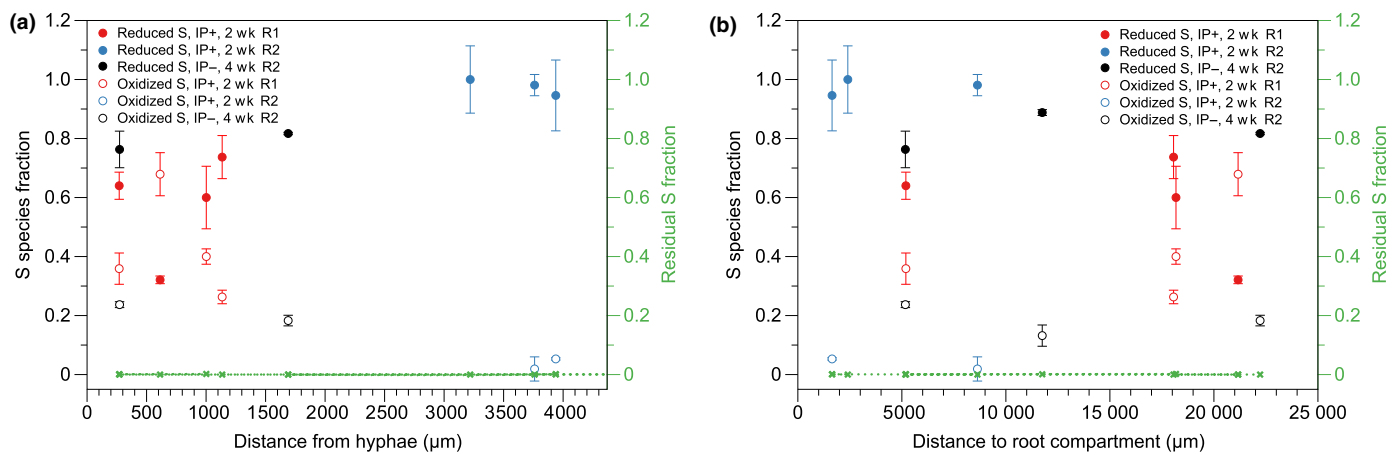 (a)
1.2
1.0
0.8
0.6
0.4
0.2
0
S species fraction
Reduced S, IP+, 2 wk R1
Reduced S, IP+, 2 wk R2
Reduced S, IP–, 4 wk R2
Oxidized S, IP+, 2 wk R1
Oxidized S, IP+, 2 wk R2
Oxidized S, IP–, 4 wk R2
1.2
1.0
0.8
0.6
0.4
0.2
0
Residual S fraction
0 500 1000 1500 2000 2500 3000 3500 4000
Distance from hyphae (µm)
(b)
1.2
1.0
0.8
0.6
0.4
0.2
0
S species fraction
Reduced S, IP+, 2 wk R1
Reduced S, IP+, 2 wk R2
Reduced S, IP–, 4 wk R2
Oxidized S, IP+, 2 wk R1
Oxidized S, IP+, 2 wk R2
Oxidized S, IP–, 4 wk R2
1.2
1.0
0.8
0.6
0.4
0.2
0
Residual S fraction
0 5000 10 000 15 000 20 000 25 000
Distance to root compartment (µm)